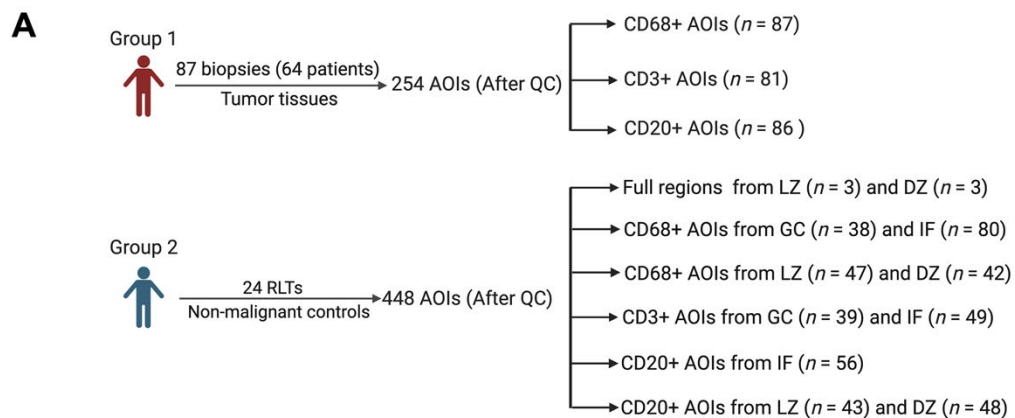 A
Group 1
87 biopsies (64 patients)
Tumor tissues
254 AOIs (After QC)
CD68+ AOIs (n = 87)
CD3+ AOIs (n = 81)
CD20+ AOIs (n = 86 )
Group 2
24 RLTs
Non-malignant controls
448 AOIs (After QC)
Full regions from LZ (n = 3) and DZ (n = 3)
CD68+ AOIs from GC (n = 38) and IF (n = 80)
CD68+ AOIs from LZ (n = 47) and DZ (n = 42)
CD3+ AOIs from GC (n = 39) and IF (n = 49)
CD20+ AOIs from IF (n = 56)
CD20+ AOIs from LZ (n = 43) and DZ (n = 48)